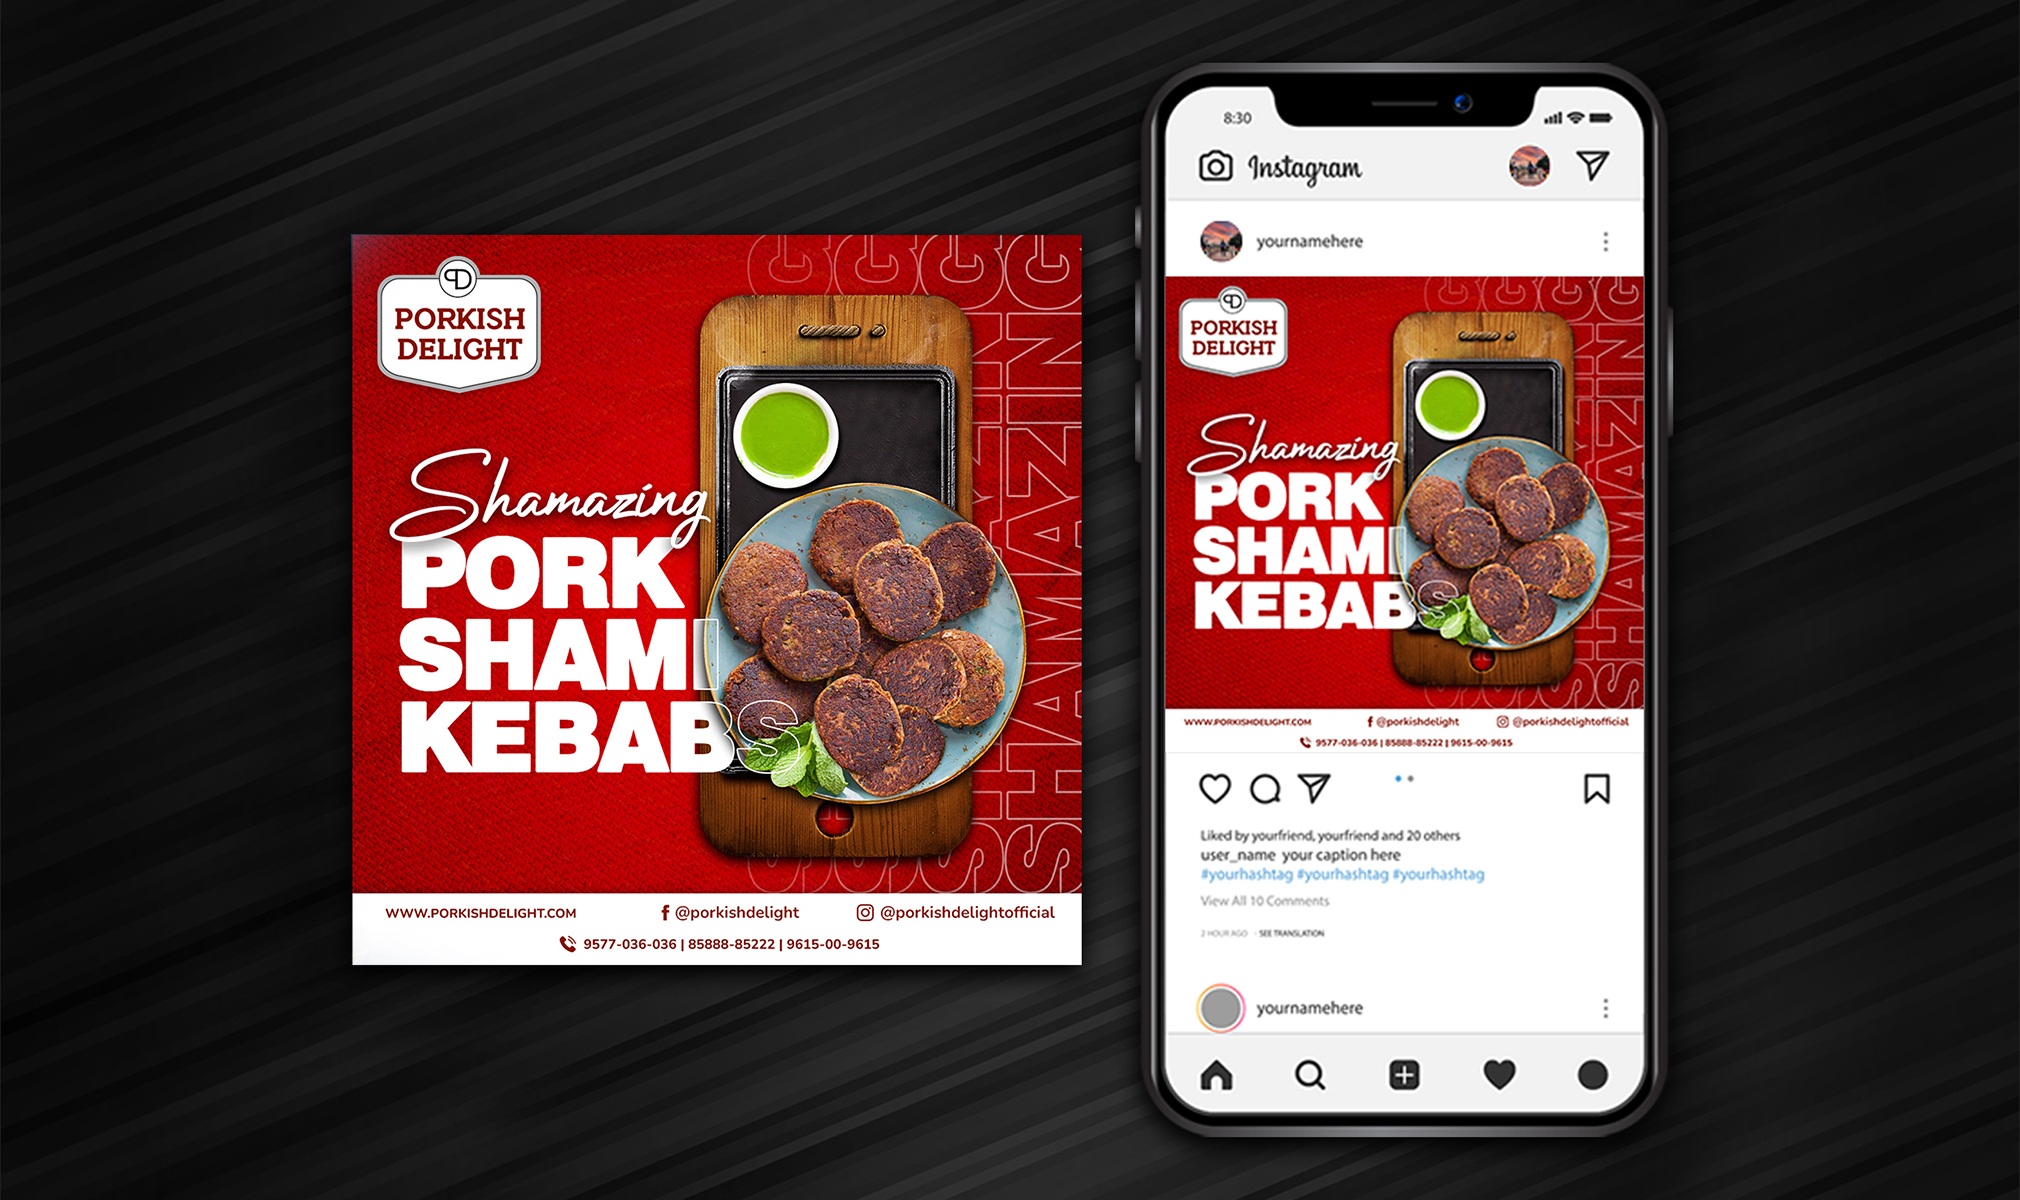 PD
PORKISH
DELIGHT
Shamazing
PORK
SHAMI
KEBABS
SHAMAZING
WWW.PORKISHDELIGHT.COM
@porkishdelight
@porkishdelightofficial
9577-036-036 | 85888-85222 | 9615-00-9615
8:30
Instagram
yournamehere
PD
PORKISH
DELIGHT
Shamazing
PORK
SHAMI
KEBABS
SHAMAZING
WWW.PORKISHDELIGHT.COM
@porkishdelight
@porkishdelightofficial
9577-036-036 | 85888-85222 | 9615-00-9615
Liked by yourfriend, yourfriend and 20 others
user_name your caption here
#yourhashtag #yourhashtag #yourhashtag
View All 10 Comments
2 HOUR AGO · SEE TRANSLATION
yournamehere